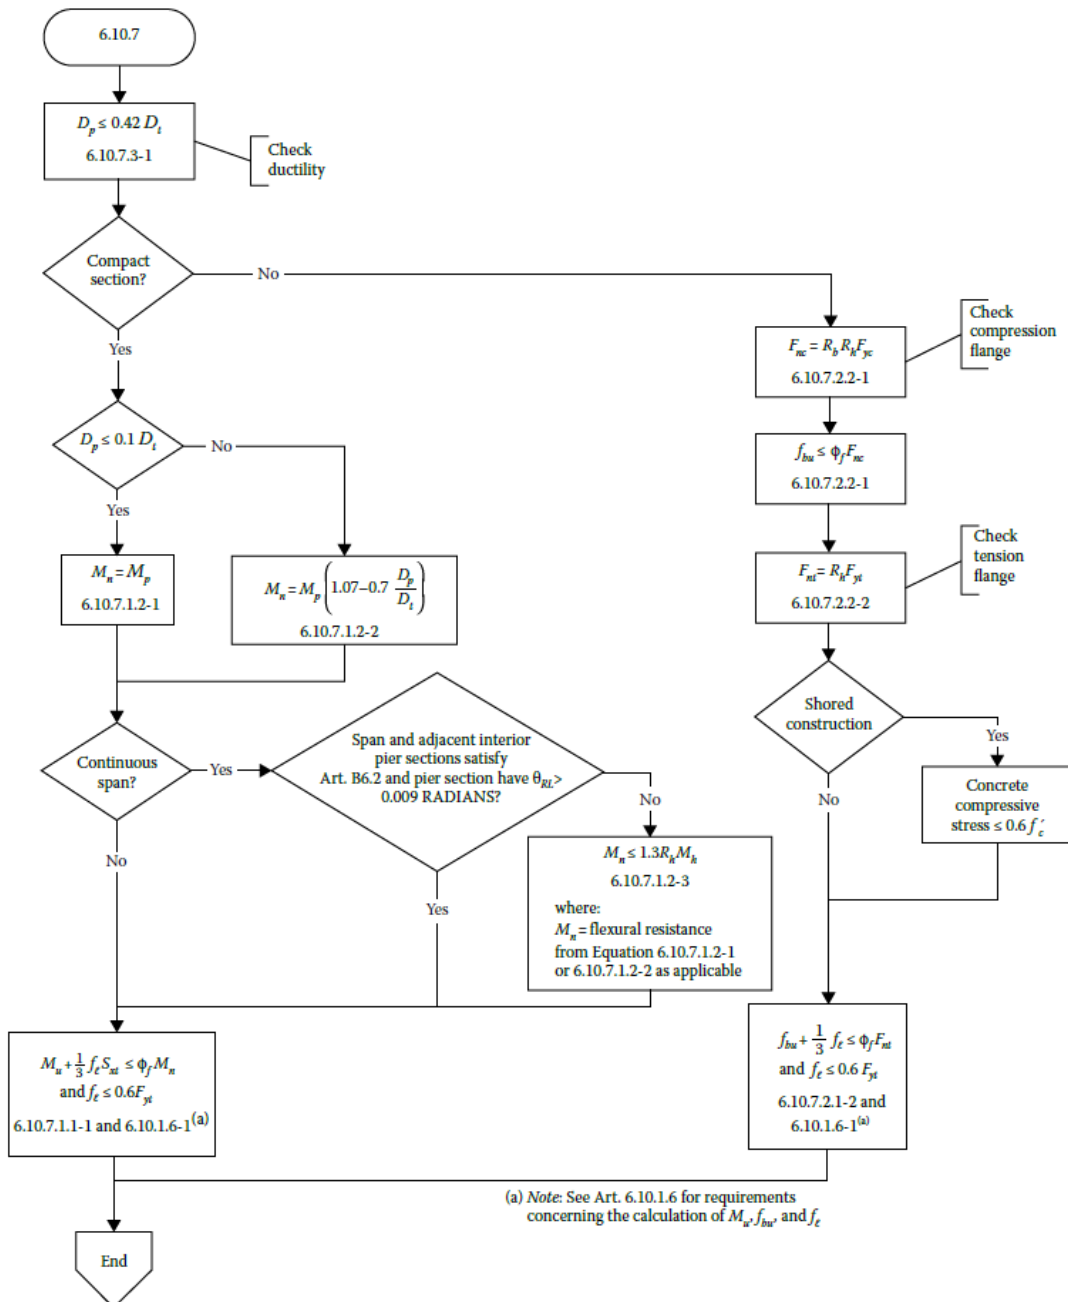 6.10.7
D_p ≤ 0.42 D_t
6.10.7.3-1
Check
ductility
Compact
section?
No
Yes
D_p ≤ 0.1 D_t
No
Yes
M_n = M_p
6.10.7.1.2-1
M_n = M_p (1.07–0.7 D_p/D_t)
6.10.7.1.2-2
Continuous
span?
Yes
No
Span and adjacent interior
pier sections satisfy
Art. B6.2 and pier section have θ_RL>
0.009 RADIANS?
No
Yes
M_n ≤ 1.3R_h M_h
6.10.7.1.2-3
where:
M_n = flexural resistance
from Equation 6.10.7.1.2-1
or 6.10.7.1.2-2 as applicable
M_u + 1/3 f_ℓ S_xt ≤ ϕ_f M_n
and f_ℓ ≤ 0.6F_yt
6.10.7.1.1-1 and 6.10.1.6-1(a)
Check
compression
flange
F_nc = R_b R_h F_yc
6.10.7.2.2-1
f_bu ≤ ϕ_f F_nc
6.10.7.2.2-1
Check
tension
flange
F_nt = R_h F_yt
6.10.7.2.2-2
Shored
construction
Yes
No
Concrete
compressive
stress ≤ 0.6 f′_c
f_bu + 1/3 f_ℓ ≤ ϕ_f F_nt
and f_ℓ ≤ 0.6 F_yt
6.10.7.2.1-2 and
6.10.1.6-1(a)
(a) Note: See Art. 6.10.1.6 for requirements
concerning the calculation of M_u, f_bu, and f_ℓ
End